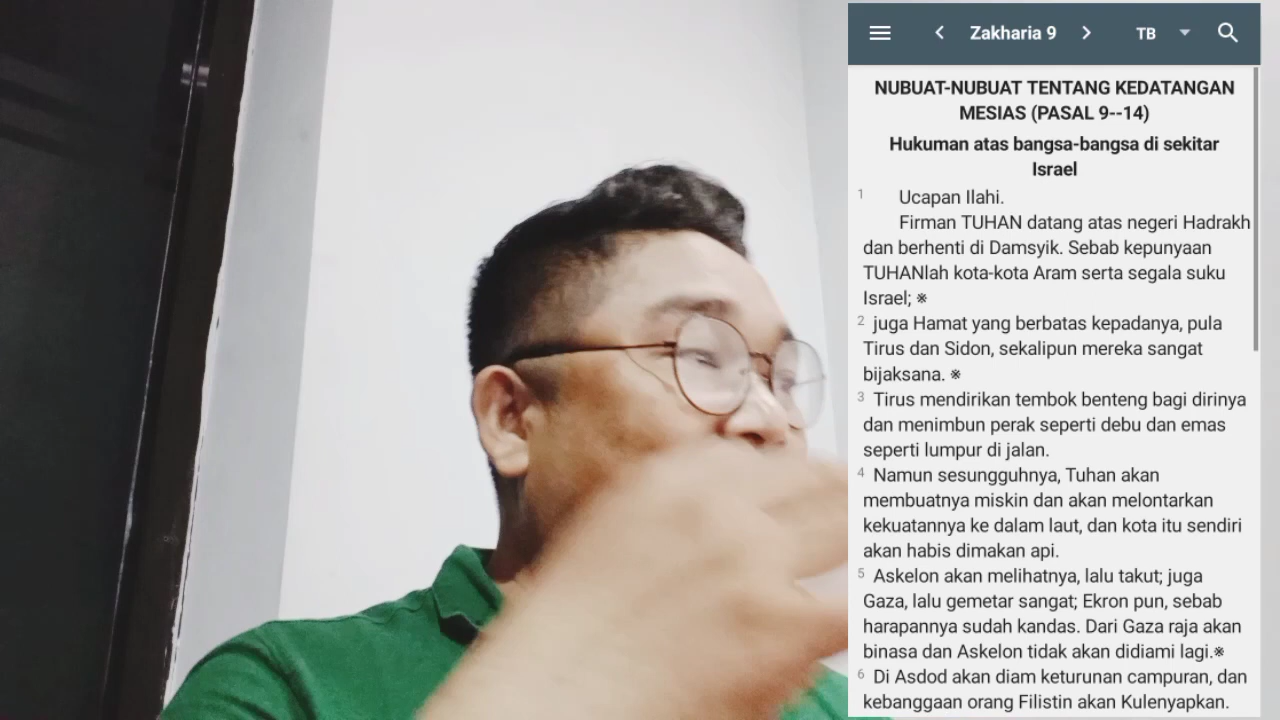 Zakharia 9 TB
NUBUAT-NUBUAT TENTANG KEDATANGAN
MESIAS (PASAL 9--14)
Hukuman atas bangsa-bangsa di sekitar
Israel
1 Ucapan Ilahi.
Firman TUHAN datang atas negeri Hadrakh
dan berhenti di Damsyik. Sebab kepunyaan
TUHANlah kota-kota Aram serta segala suku
Israel; ※
2 juga Hamat yang berbatas kepadanya, pula
Tirus dan Sidon, sekalipun mereka sangat
bijaksana. ※
3 Tirus mendirikan tembok benteng bagi dirinya
dan menimbun perak seperti debu dan emas
seperti lumpur di jalan.
4 Namun sesungguhnya, Tuhan akan
membuatnya miskin dan akan melontarkan
kekuatannya ke dalam laut, dan kota itu sendiri
akan habis dimakan api.
5 Askelon akan melihatnya, lalu takut; juga
Gaza, lalu gemetar sangat; Ekron pun, sebab
harapannya sudah kandas. Dari Gaza raja akan
binasa dan Askelon tidak akan didiami lagi.※
6 Di Asdod akan diam keturunan campuran, dan
kebanggaan orang Filistin akan Kulenyapkan.